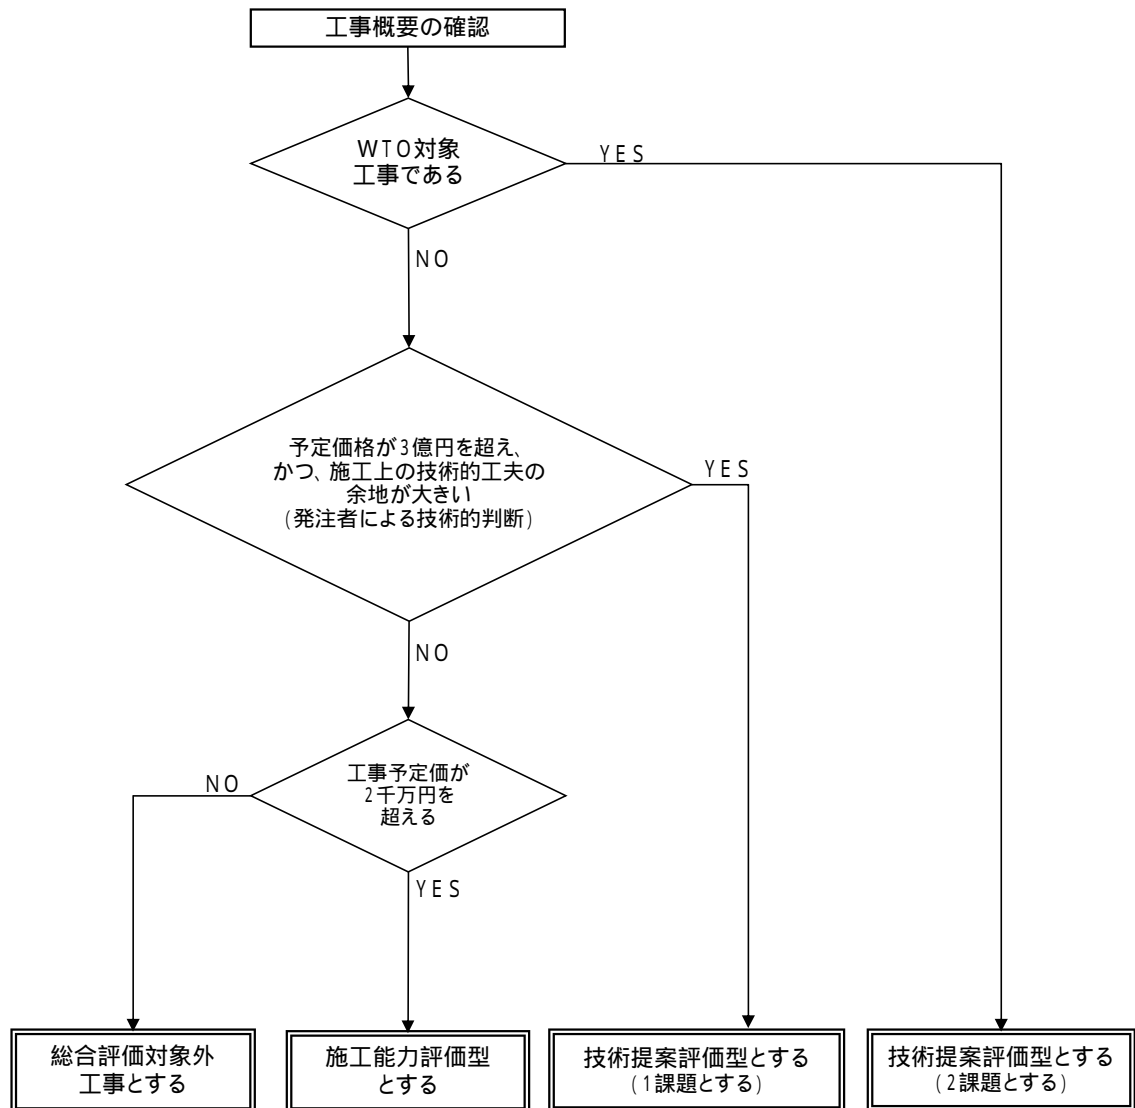 工事概要の確認
WTO対象
工事である
YES
NO
予定価格が3億円を超え、
かつ、施工上の技術的工夫の
余地が大きい
(発注者による技術的判断)
YES
NO
工事予定価が
2千万円を
超える
NO
YES
総合評価対象外
工事とする
施工能力評価型
とする
技術提案評価型とする
(1課題とする)
技術提案評価型とする
(2課題とする)